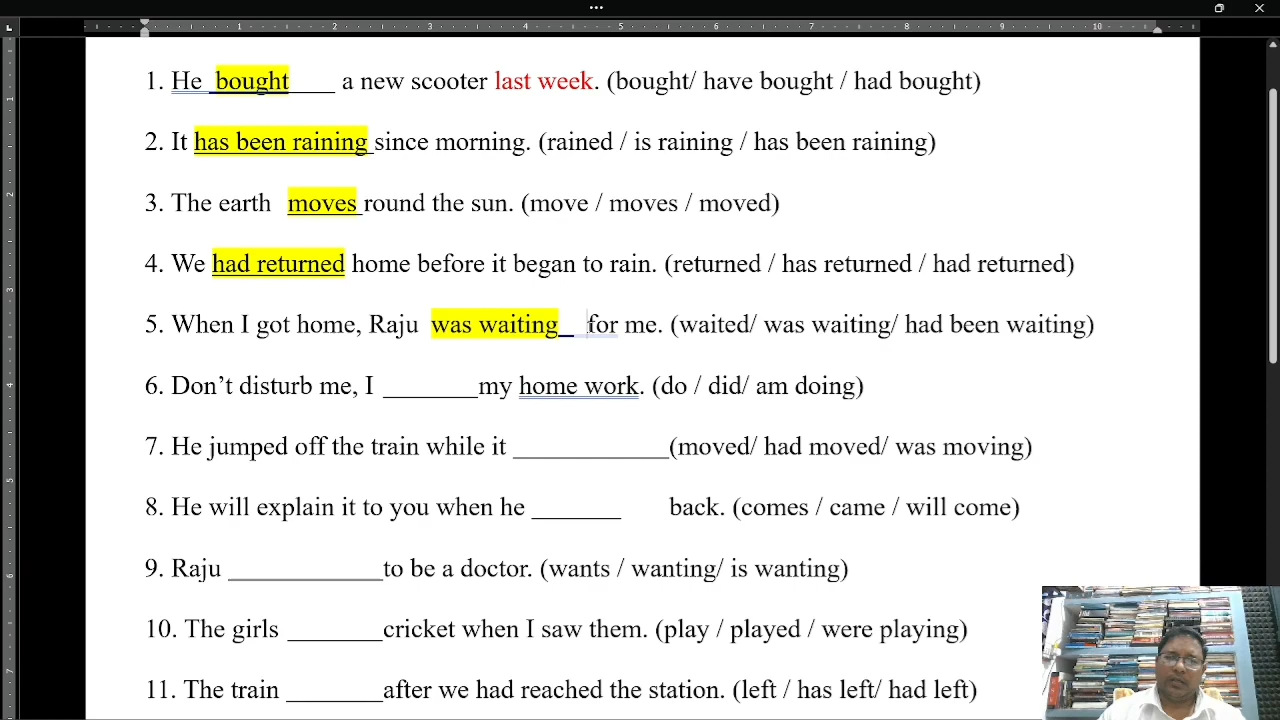 1. He bought____ a new scooter last week. (bought/ have bought / had bought)
2. It has been raining since morning. (rained / is raining / has been raining)
3. The earth moves round the sun. (move / moves / moved)
4. We had returned home before it began to rain. (returned / has returned / had returned)
5. When I got home, Raju was waiting_ for me. (waited/ was waiting/ had been waiting)
6. Don’t disturb me, I _______my home work. (do / did/ am doing)
7. He jumped off the train while it ____________(moved/ had moved/ was moving)
8. He will explain it to you when he _______ back. (comes / came / will come)
9. Raju ____________to be a doctor. (wants / wanting/ is wanting)
10. The girls _______cricket when I saw them. (play / played / were playing)
11. The train _______after we had reached the station. (left / has left/ had left)